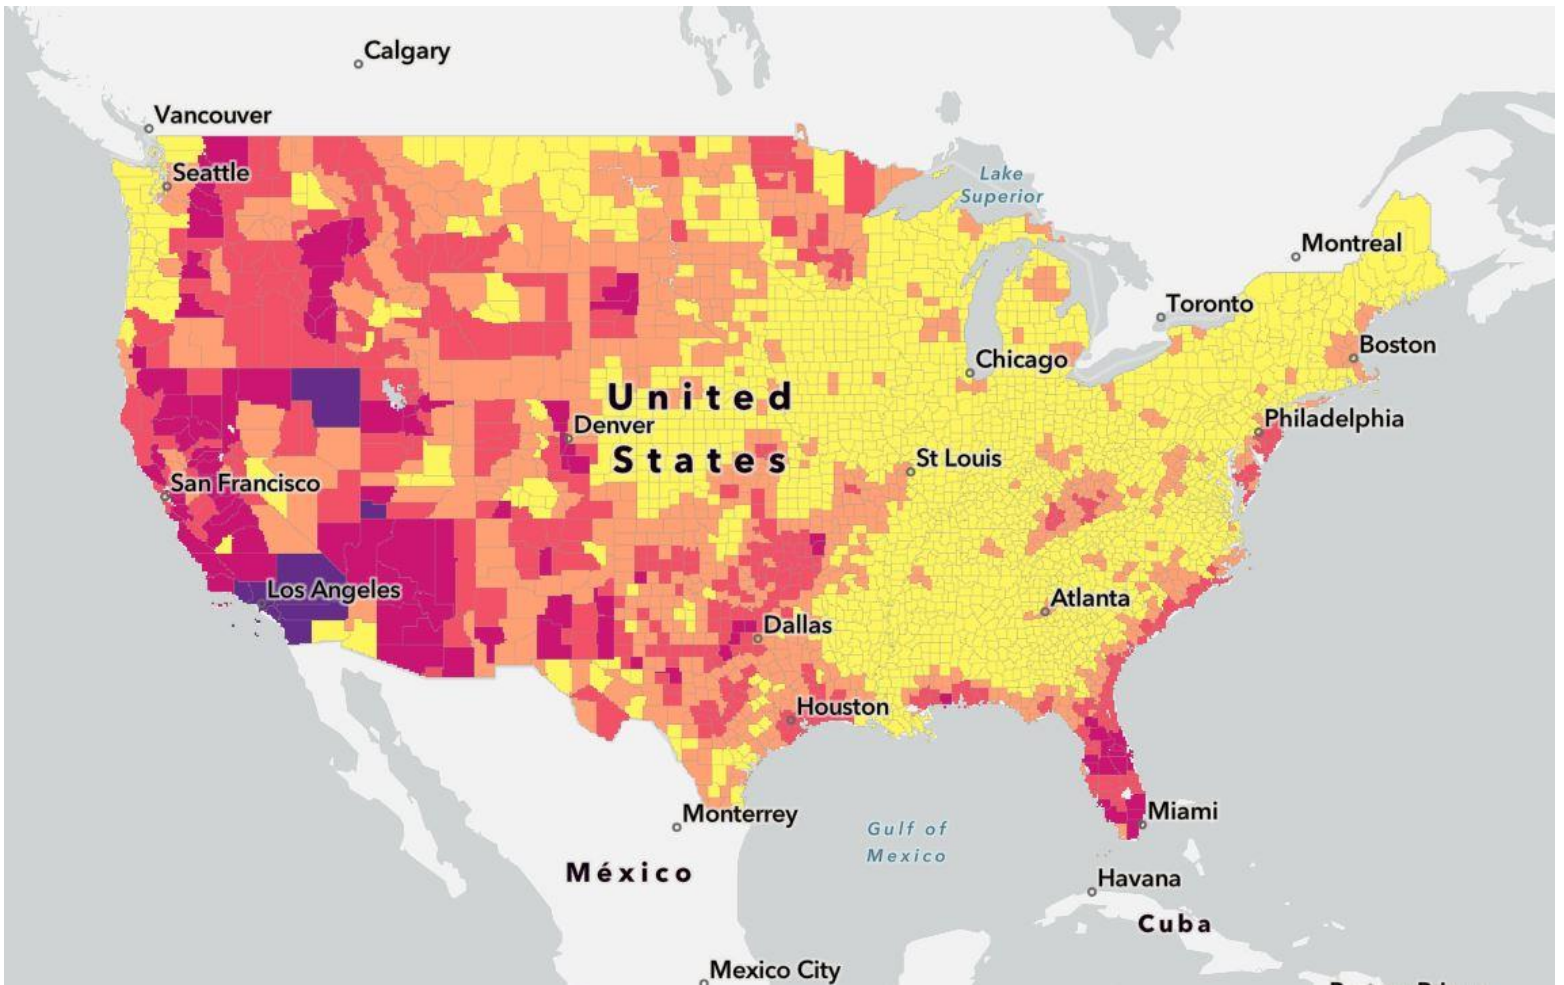 Calgary
Vancouver
Seattle
Lake
Superior
Montreal
Toronto
Boston
Chicago
United
States
Denver
Philadelphia
St Louis
San Francisco
Los Angeles
Atlanta
Dallas
Houston
Monterrey
Miami
Gulf of
Mexico
México
Havana
Cuba
Mexico City